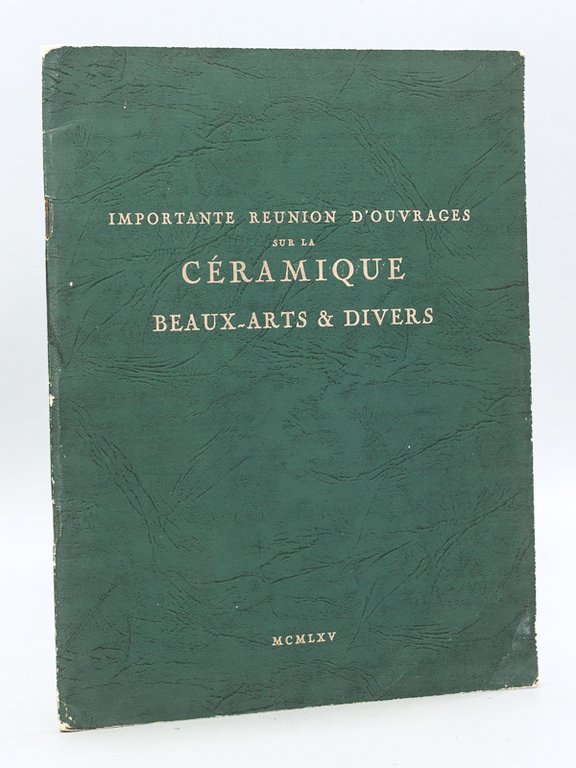 IMPORTANTE REUNION D'OUVRAGES
SUR LA
CÉRAMIQUE
BEAUX-ARTS & DIVERS
MCMLXV